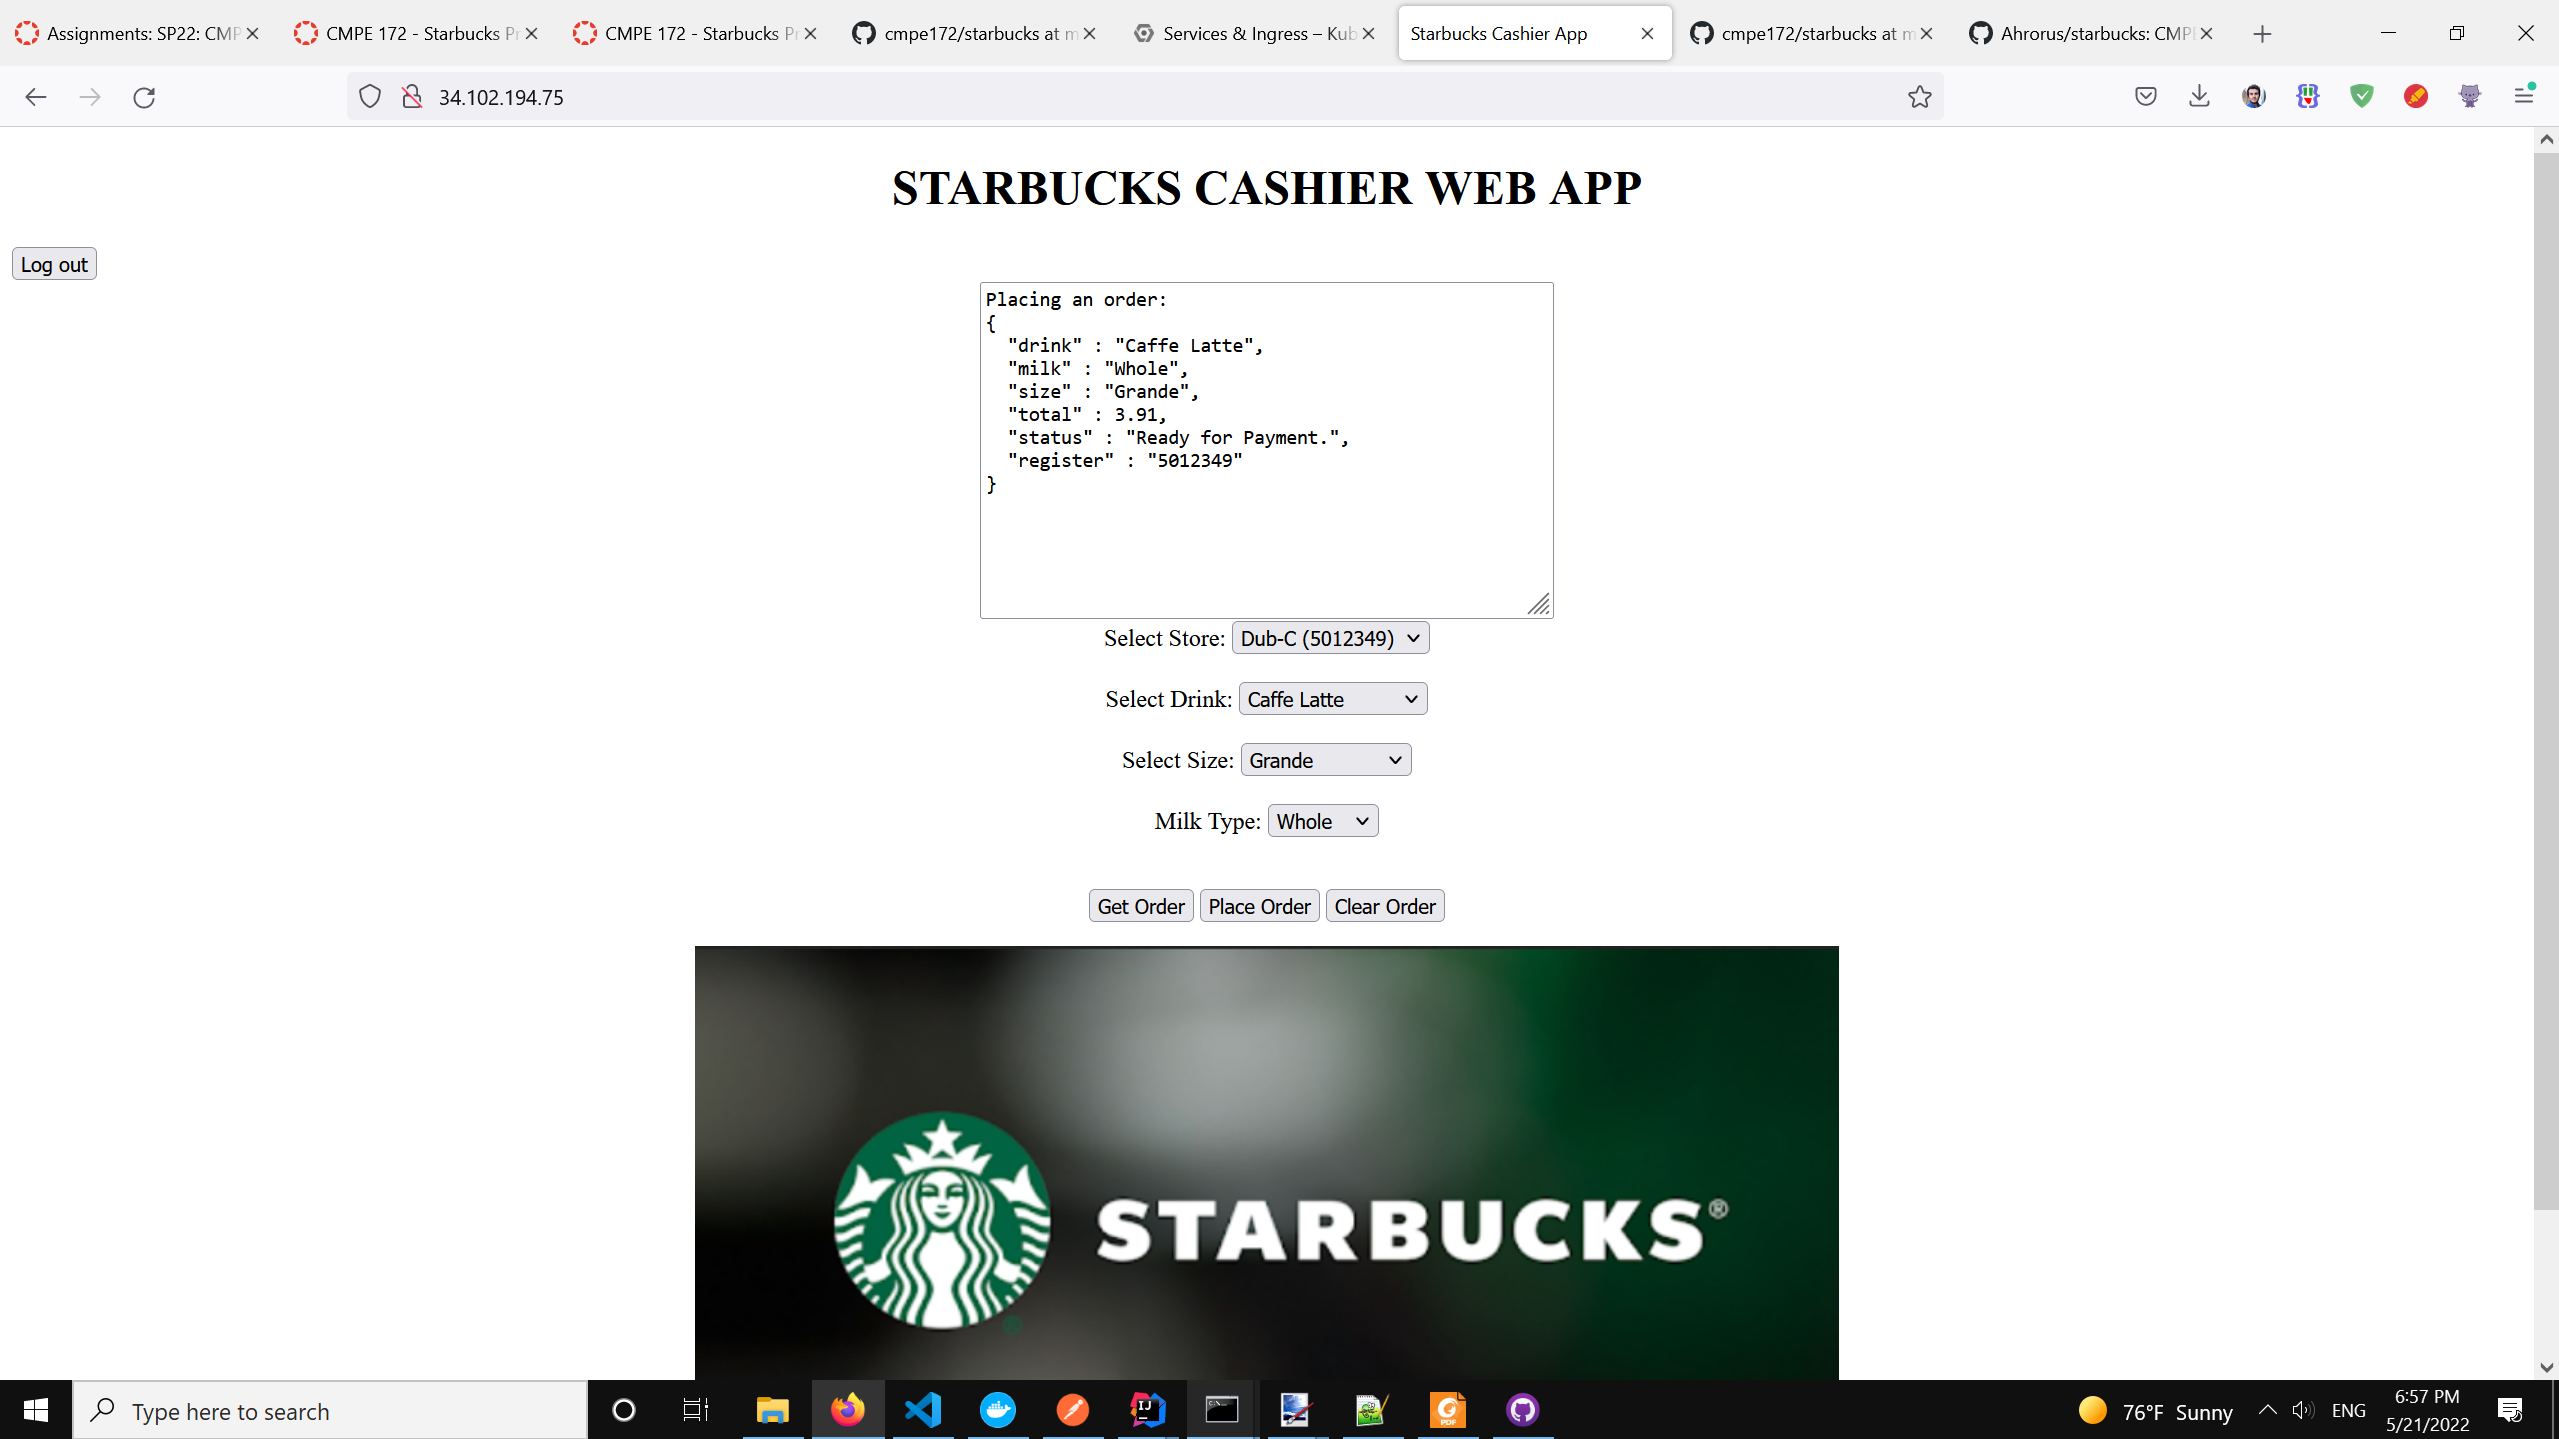 Assignments: SP22: CMP
CMPE 172 - Starbucks Pr
CMPE 172 - Starbucks Pr
cmpe172/starbucks at m
Services & Ingress – Kub
Starbucks Cashier App
cmpe172/starbucks at m
Ahrorus/starbucks: CMPE
34.102.194.75
STARBUCKS CASHIER WEB APP
Log out
Placing an order:
{
"drink" : "Caffe Latte",
"milk" : "Whole",
"size" : "Grande",
"total" : 3.91,
"status" : "Ready for Payment.",
"register" : "5012349"
}
Select Store: Dub-C (5012349)
Select Drink: Caffe Latte
Select Size: Grande
Milk Type: Whole
Get Order Place Order Clear Order
STARBUCKS®
Type here to search
76°F Sunny
ENG
6:57 PM
5/21/2022